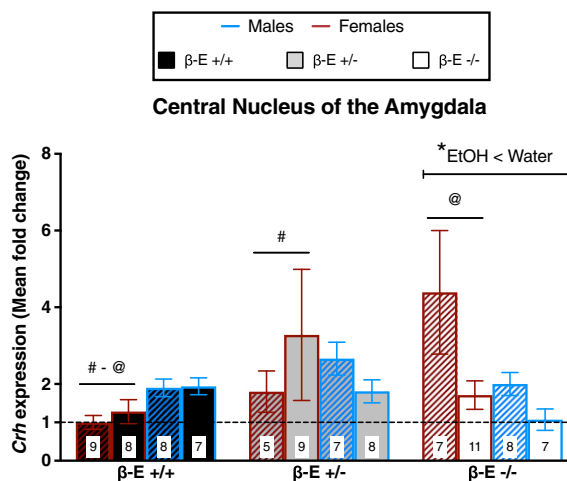 Males Females
β-E +/+ β-E +/- β-E -/-
Central Nucleus of the Amygdala
Crh expression (Mean fold change)
8
6
4
2
1
0
*EtOH < Water
@
#
# - @
9 8 8 7 5 9 7 8 7 11 8 7
β-E +/+ β-E +/- β-E -/-